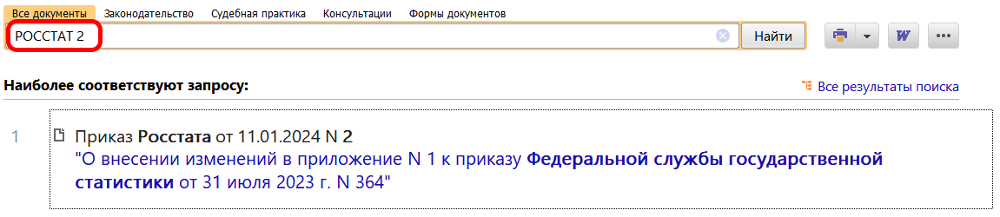 Все документы Законодательство Судебная практика Консультации Формы документов
РОССТАТ 2 Найти W
Наиболее соответствуют запросу: Все результаты поиска
1 Приказ Росстата от 11.01.2024 N 2
"О внесении изменений в приложение N 1 к приказу Федеральной службы государственной
статистики от 31 июля 2023 г. N 364"